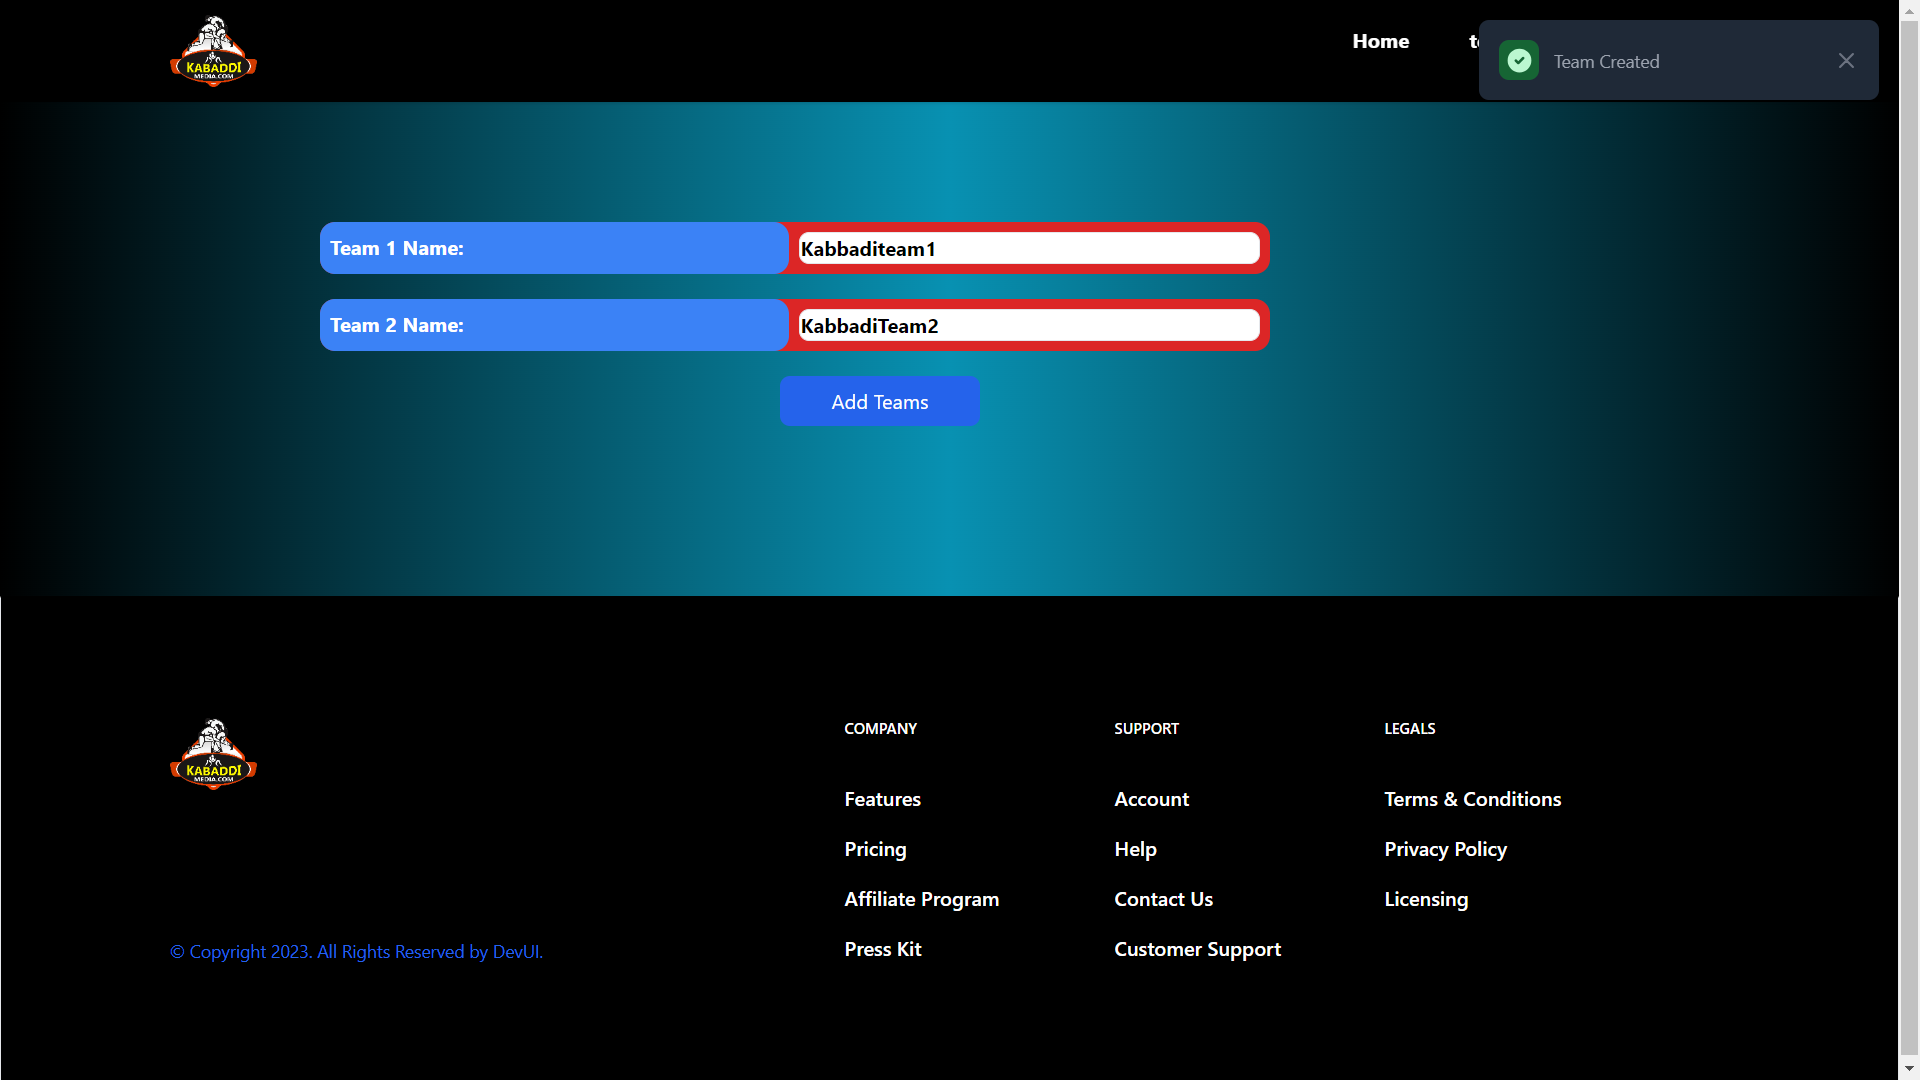 KABADDI
MEDIA.COM
Home
Team Created
Team 1 Name:
Kabbaditeam1
Team 2 Name:
KabbadiTeam2
Add Teams
KABADDI
MEDIA.COM
COMPANY
SUPPORT
LEGALS
Features
Account
Terms & Conditions
Pricing
Help
Privacy Policy
Affiliate Program
Contact Us
Licensing
© Copyright 2023. All Rights Reserved by DevUI.
Press Kit
Customer Support